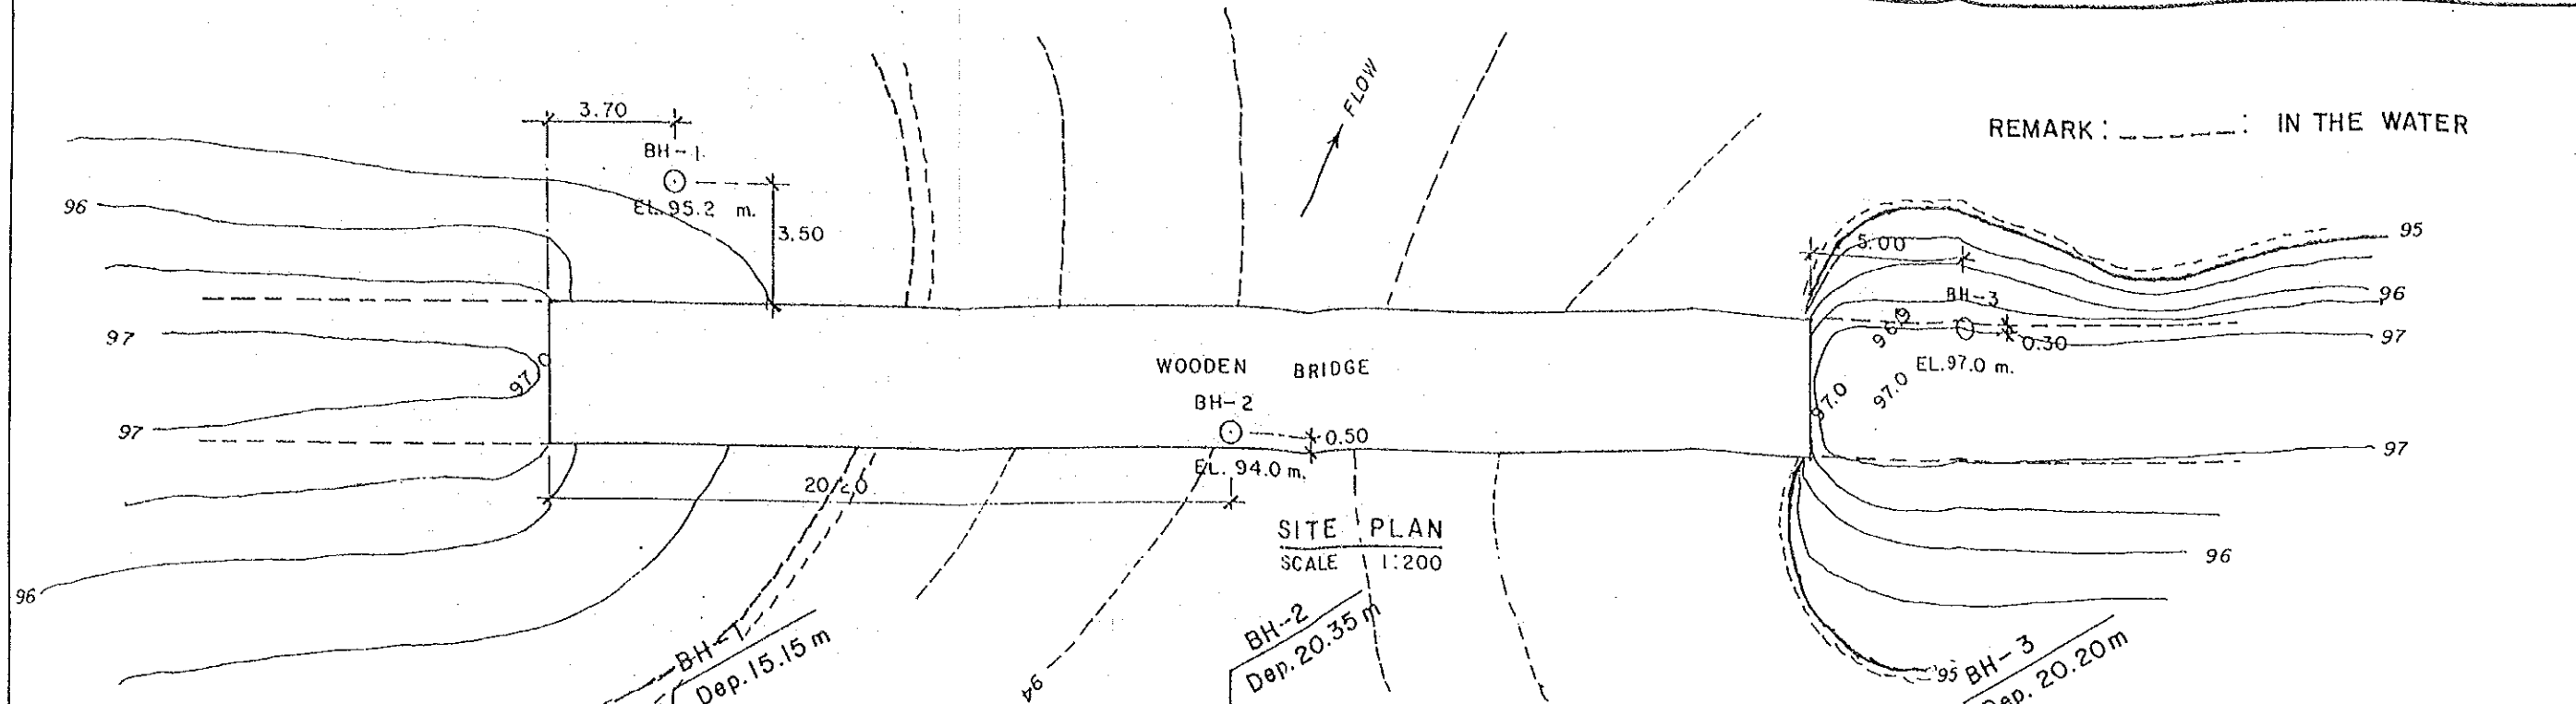 3.70
FLOW
REMARK : ------- : IN THE WATER
BH-1
EL. 95.2 m.
96
3.50
5.00
95
BH-3
96
96.9
0.30
97
97
EL. 97.0 m.
WOODEN BRIDGE
97.0
97.0
97.0
BH-2
97
0.50
97
EL. 94.0 m.
20.20
SITE PLAN
SCALE 1:200
96
96
BH-1
Dep. 15.15 m
BH-2
Dep. 20.35 m
94
95
BH-3
Dep. 20.20 m